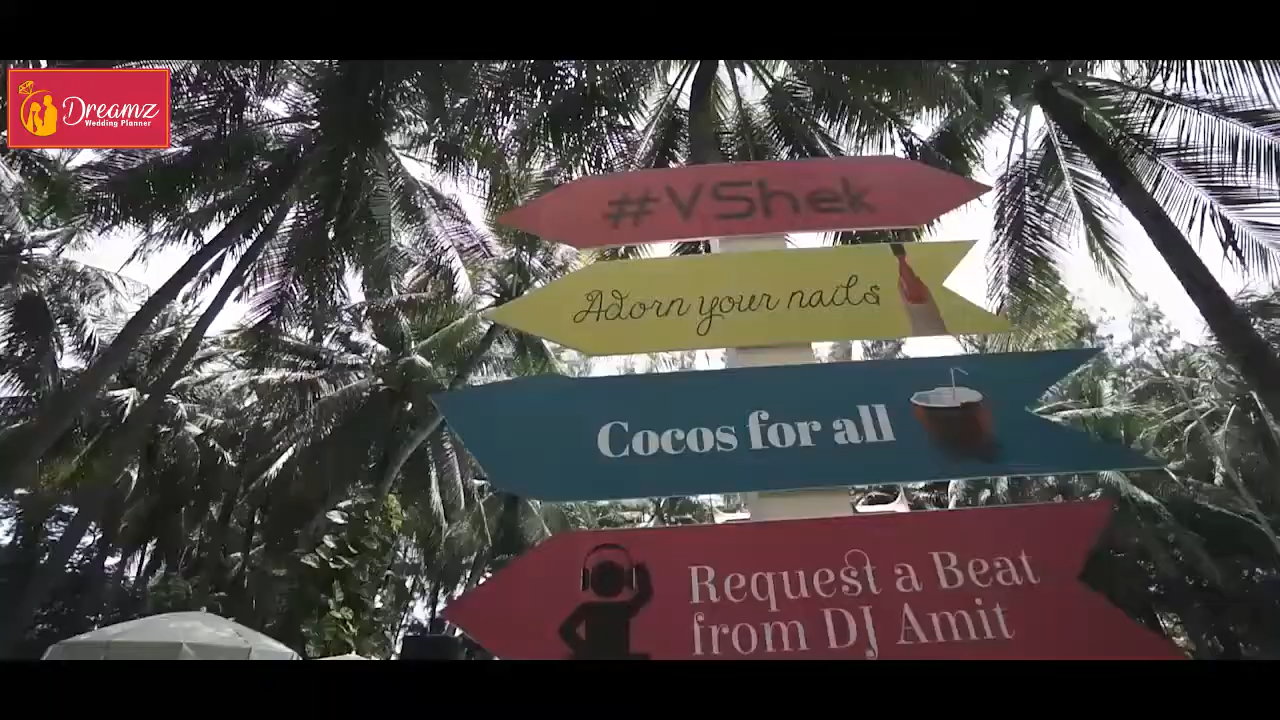 Dreamz
Wedding Planner
#VShek
Adorn your nails
Cocos for all
Request a Beat
from DJ Amit